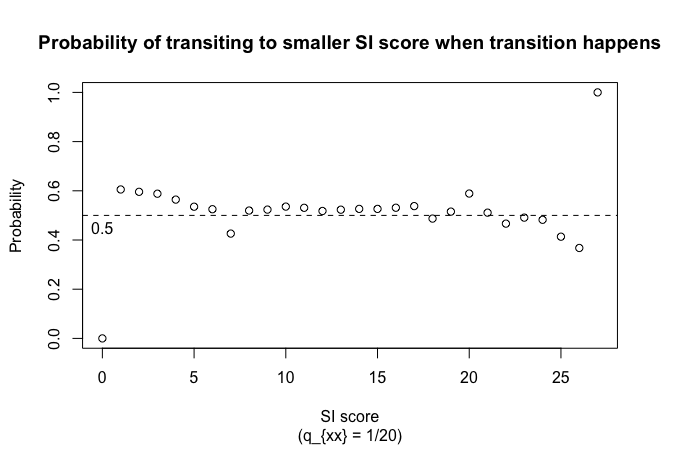 Probability of transiting to smaller SI score when transition happens
1.0
0.8
0.6
0.4
0.2
0.0
Probability
0.5
0 5 10 15 20 25
SI score
(q_{xx} = 1/20)